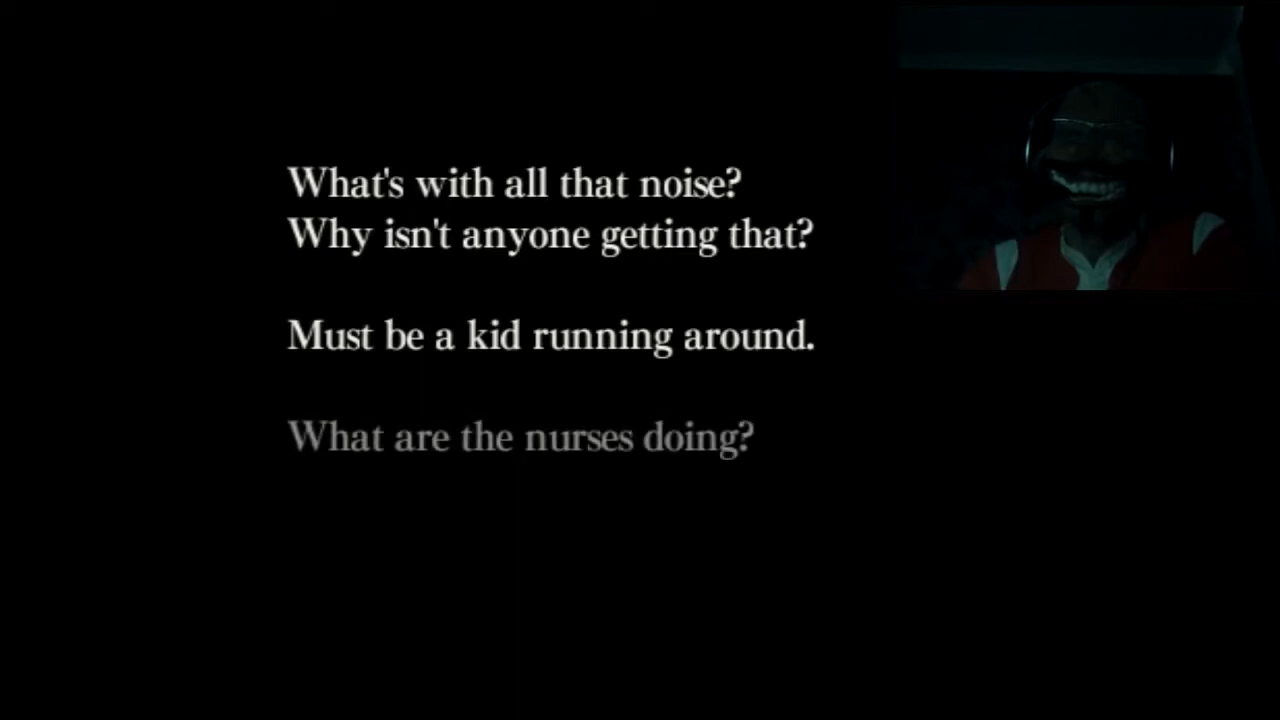 What's with all that noise?
Why isn't anyone getting that?
Must be a kid running around.
What are the nurses doing?